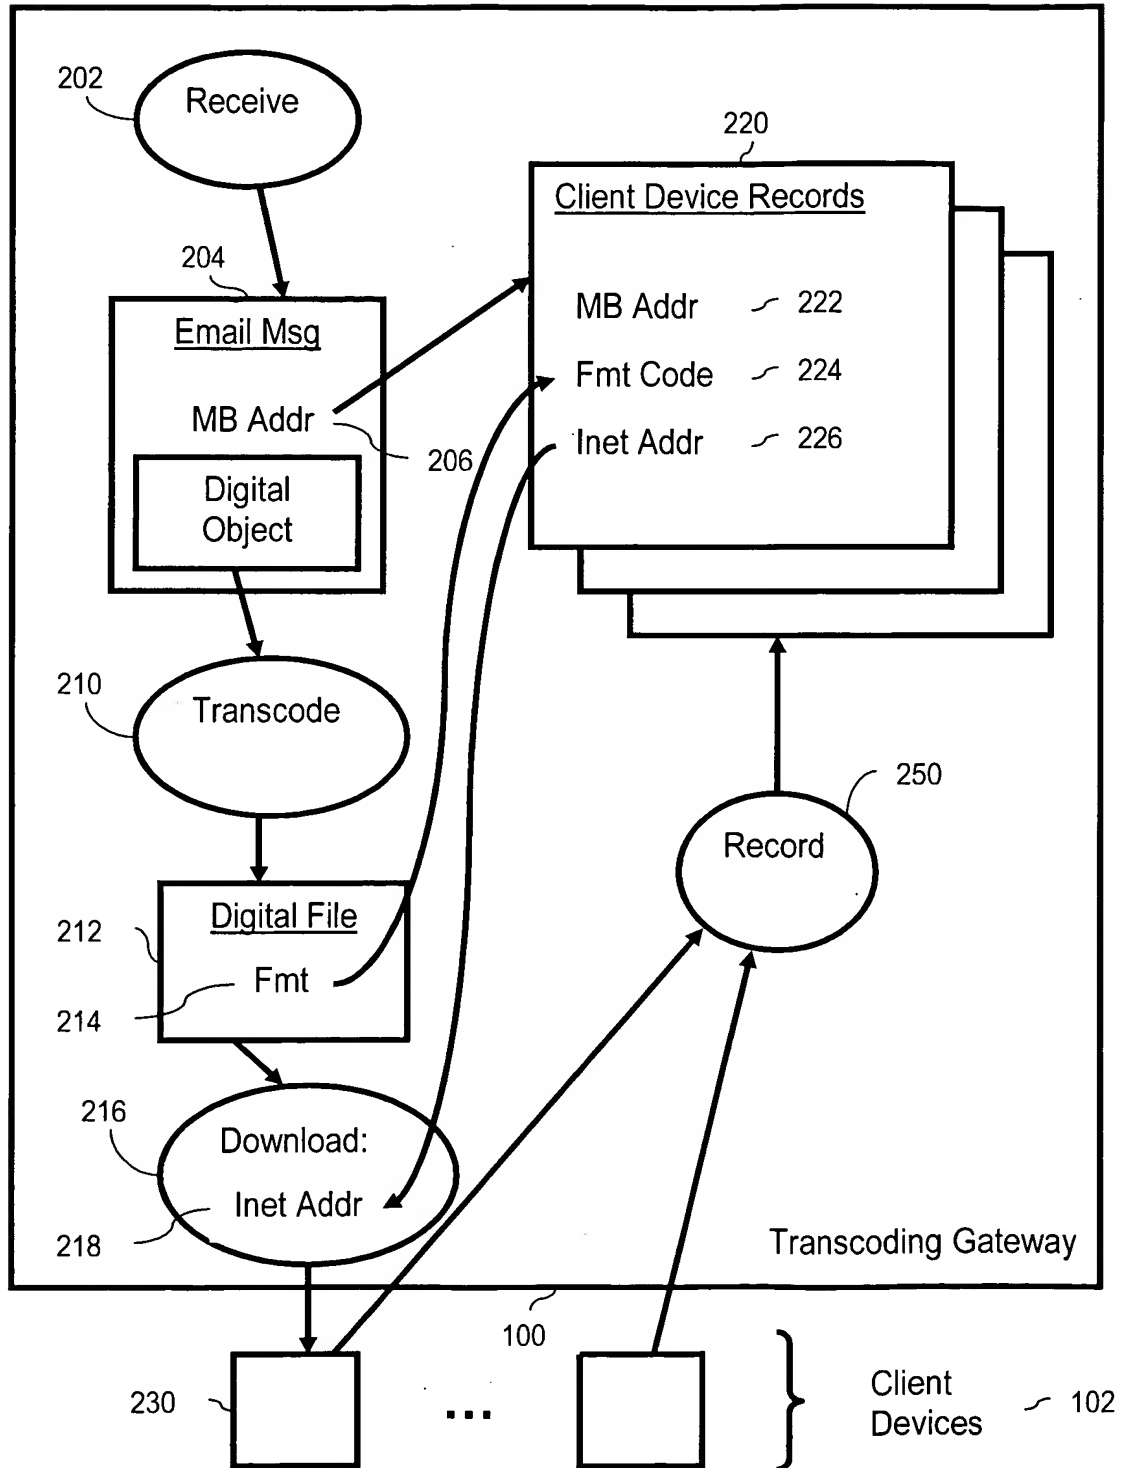 202
Receive
220
Client Device Records
204
Email Msg
MB Addr 222
Fmt Code 224
MB Addr
Inet Addr 226
206
Digital
Object
210
Transcode
250
Record
Digital File
212
Fmt
214
216
Download:
Inet Addr
218
Transcoding Gateway
100
230
...
Client
Devices
102